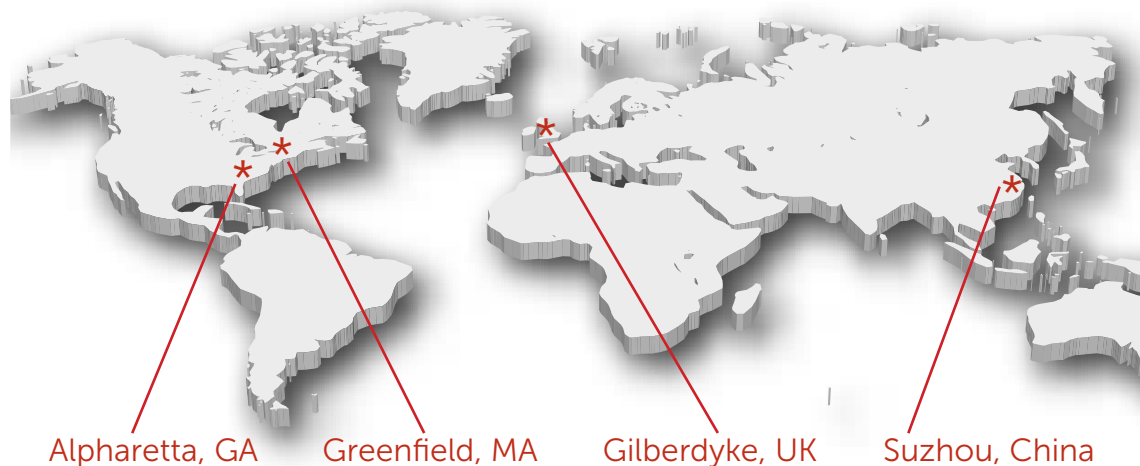 Alpharetta, GA
Greenfield, MA
Gilberdyke, UK
Suzhou, China